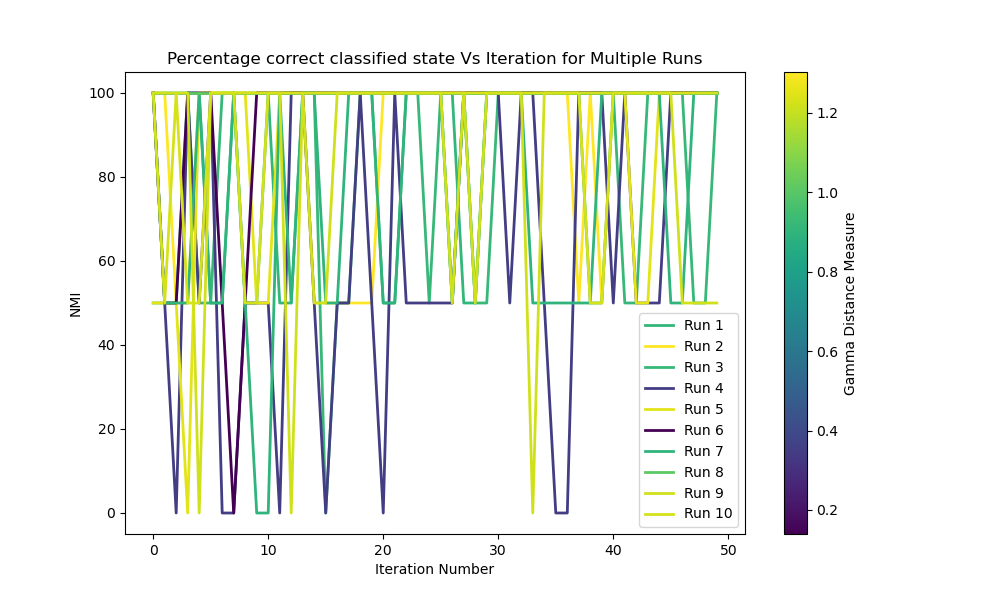 Percentage correct classified state Vs Iteration for Multiple Runs
NMI
100
80
60
40
20
0
0 10 20 30 40 50
Iteration Number
Run 1
Run 2
Run 3
Run 4
Run 5
Run 6
Run 7
Run 8
Run 9
Run 10
1.2
1.0
0.8
0.6
0.4
0.2
Gamma Distance Measure